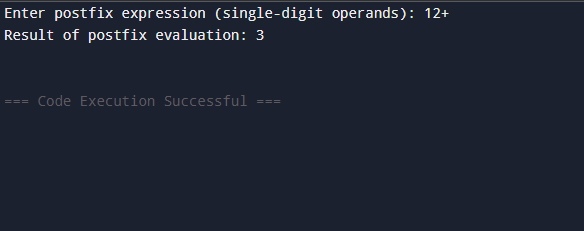 Enter postfix expression (single-digit operands): 12+
Result of postfix evaluation: 3
=== Code Execution Successful ===